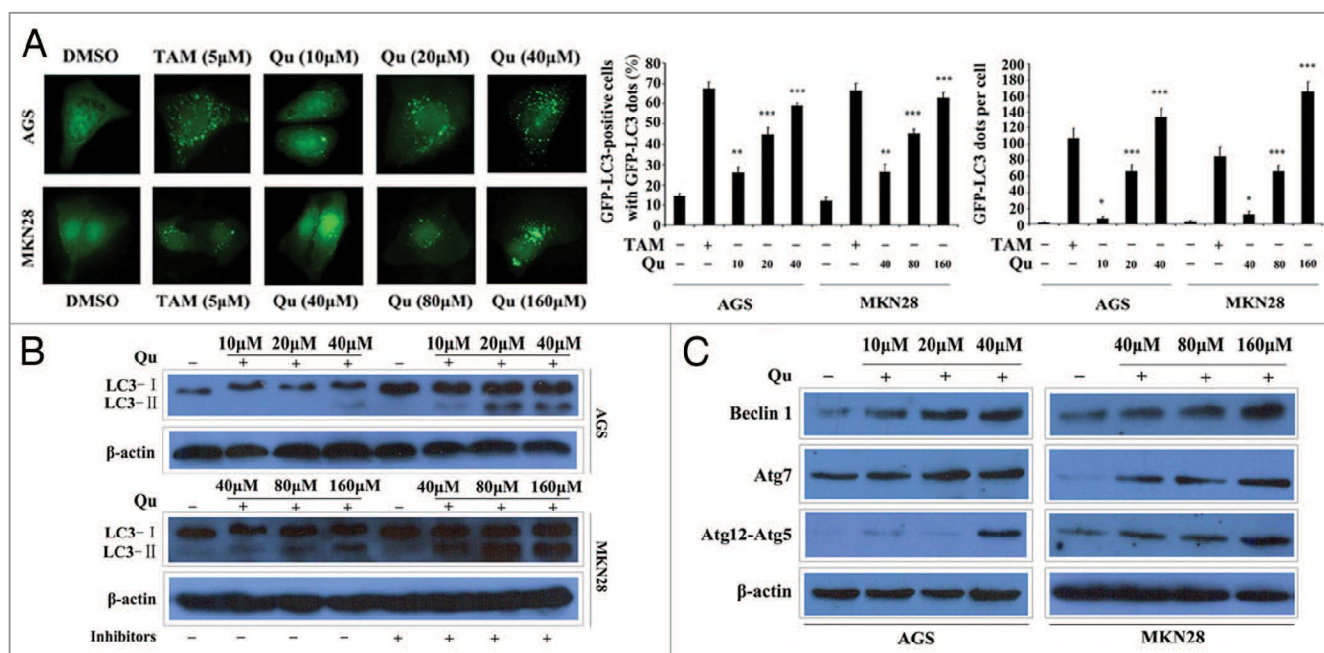 A
DMSO TAM (5μM) Qu (10μM) Qu (20μM) Qu (40μM)
AGS
MKN28
DMSO TAM (5μM) Qu (40μM) Qu (80μM) Qu (160μM)
GFP-LC3-positive cells
with GFP-LC3 dots (%)
80
70
60
50
40
30
20
10
0
** *** *** ** *** ***
TAM − + − − − − + − − −
Qu − − 10 20 40 − − 40 80 160
AGS MKN28
GFP-LC3 dots per cell
200
180
160
140
120
100
80
60
40
20
0
* *** *** * *** ***
TAM − + − − − − + − − −
Qu − − 10 20 40 − − 40 80 160
AGS MKN28
B
10μM 20μM 40μM 10μM 20μM 40μM
Qu − + + + − + + +
LC3-Ⅰ
LC3-Ⅱ
β-actin
AGS
40μM 80μM 160μM 40μM 80μM 160μM
Qu − + + + − + + +
LC3-Ⅰ
LC3-Ⅱ
β-actin
MKN28
Inhibitors − − − − + + + +
C
10μM 20μM 40μM 40μM 80μM 160μM
Qu − + + + − + + +
Beclin 1
Atg7
Atg12-Atg5
β-actin
AGS MKN28